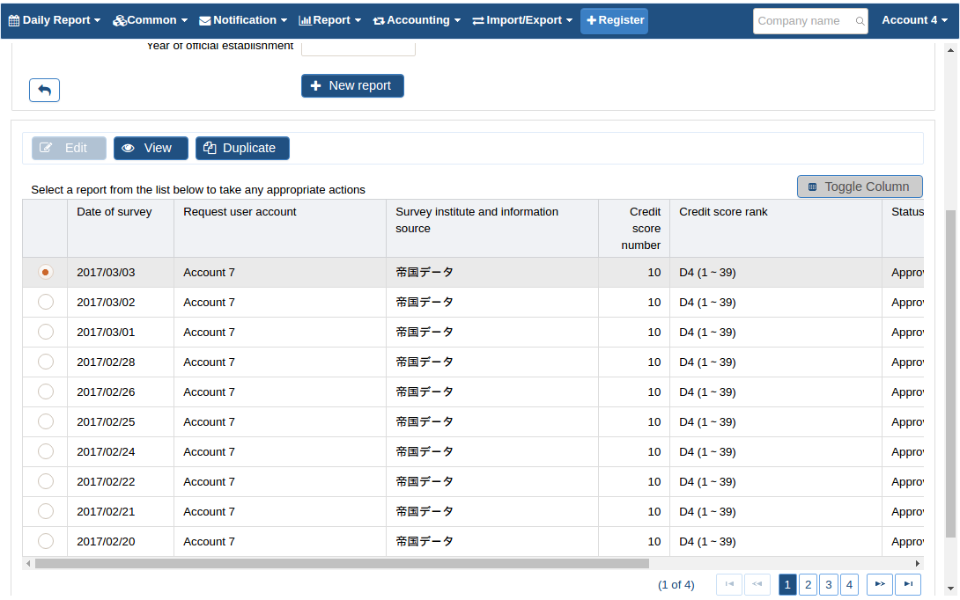 Daily Report Common Notification Report Accounting Import/Export Register Company name Account 4
Year of official establishment
New report
Edit View Duplicate
Select a report from the list below to take any appropriate actions
Toggle Column
Date of survey Request user account Survey institute and information source Credit score number Credit score rank Status
2017/03/03 Account 7 帝国データ 10 D4 (1 ~ 39) Appro
2017/03/02 Account 7 帝国データ 10 D4 (1 ~ 39) Appro
2017/03/01 Account 7 帝国データ 10 D4 (1 ~ 39) Appro
2017/02/28 Account 7 帝国データ 10 D4 (1 ~ 39) Appro
2017/02/26 Account 7 帝国データ 10 D4 (1 ~ 39) Appro
2017/02/25 Account 7 帝国データ 10 D4 (1 ~ 39) Appro
2017/02/24 Account 7 帝国データ 10 D4 (1 ~ 39) Appro
2017/02/22 Account 7 帝国データ 10 D4 (1 ~ 39) Appro
2017/02/21 Account 7 帝国データ 10 D4 (1 ~ 39) Appro
2017/02/20 Account 7 帝国データ 10 D4 (1 ~ 39) Appro
(1 of 4) 1 2 3 4